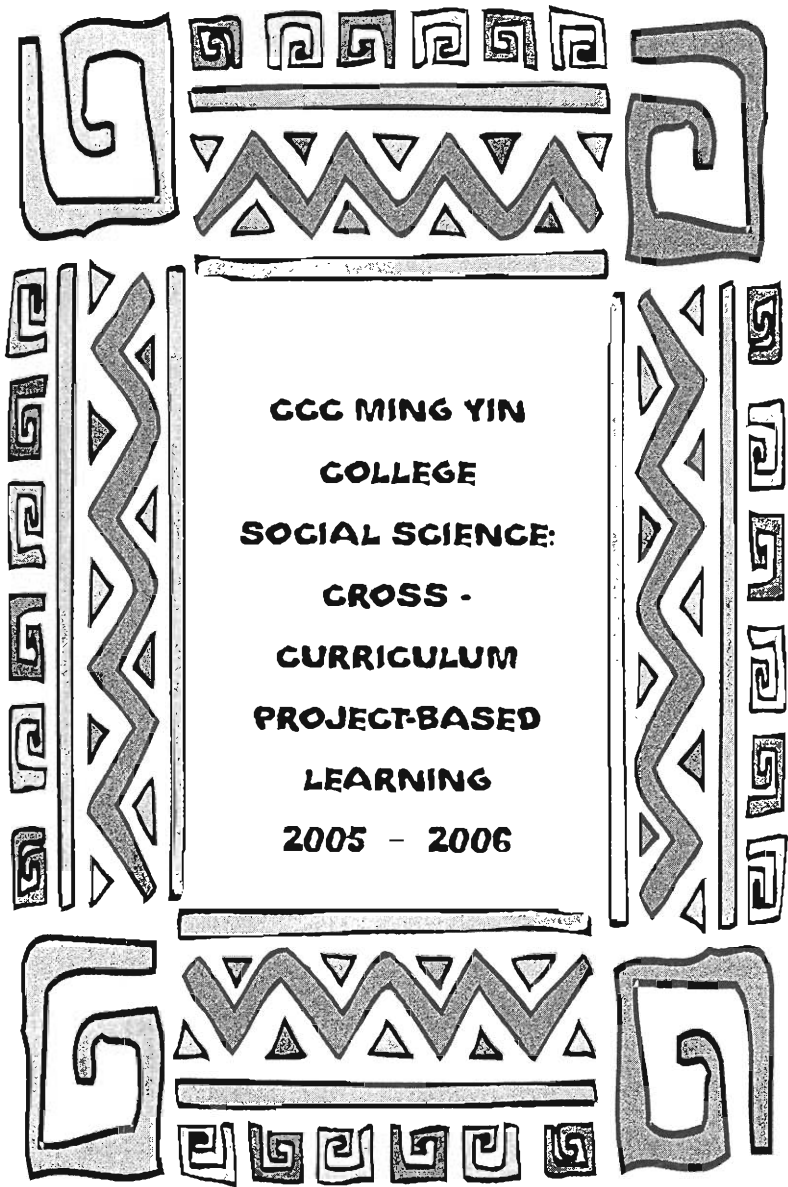 CCC MING YIN
COLLEGE
SOCIAL SCIENCE:
CROSS -
CURRICULUM
PROJECT-BASED
LEARNING
2005 – 2006